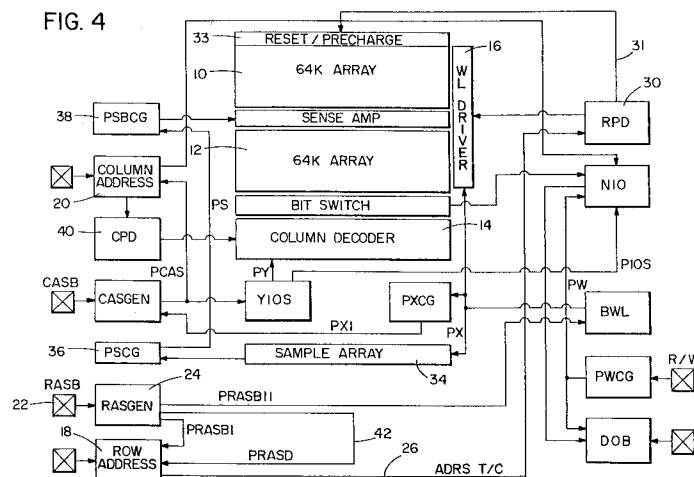 FIG. 4
33
RESET/PRECHARGE
16
31
10
64K ARRAY
WL DRIVER
30
38
PSBCG
SENSE AMP
RPD
12
64K ARRAY
COLUMN ADDRESS
20
PS
BIT SWITCH
NIO
40
CPD
COLUMN DECODER
14
PCAS
PY
PIOS
PW
CASB
CASGEN
YIOS
PXCG
BWL
PX1
PX
36
PSCG
SAMPLE ARRAY
34
R/W
RASB
24
PWCG
22
RASGEN
PRASB11
PRASB1
42
18
ROW ADDRESS
PRASD
DOB
26
ADRS T/C